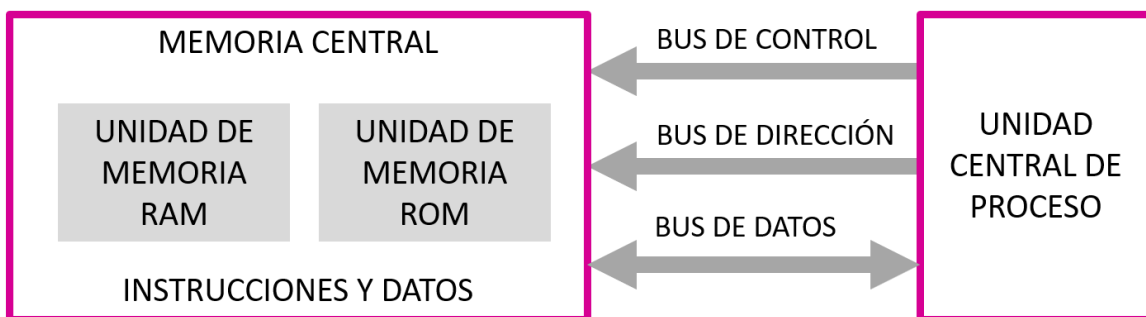 MEMORIA CENTRAL
UNIDAD DE
MEMORIA
RAM
UNIDAD DE
MEMORIA
ROM
INSTRUCCIONES Y DATOS
BUS DE CONTROL
BUS DE DIRECCIÓN
BUS DE DATOS
UNIDAD
CENTRAL DE
PROCESO